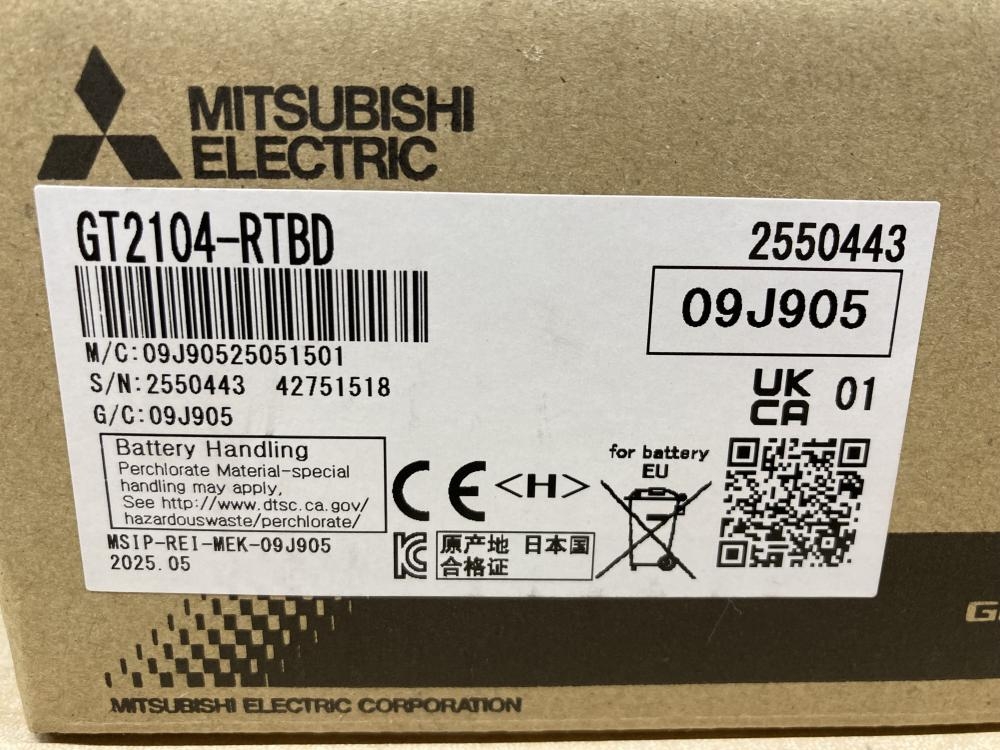 MITSUBISHI
ELECTRIC
GT2104-RTBD
2550443
09J905
M/C:09J90525051501
S/N:2550443 42751518
G/C:09J905
UK
CA 01
Battery Handling
Perchlorate Material-special
handling may apply,
See http://www.dtsc.ca.gov/
hazardouswaste/perchlorate/
CE
<H>
for battery
EU
MSIP-REI-MEK-09J905
2025.05
原产地 日本国
合格证
MITSUBISHI ELECTRIC CORPORATION